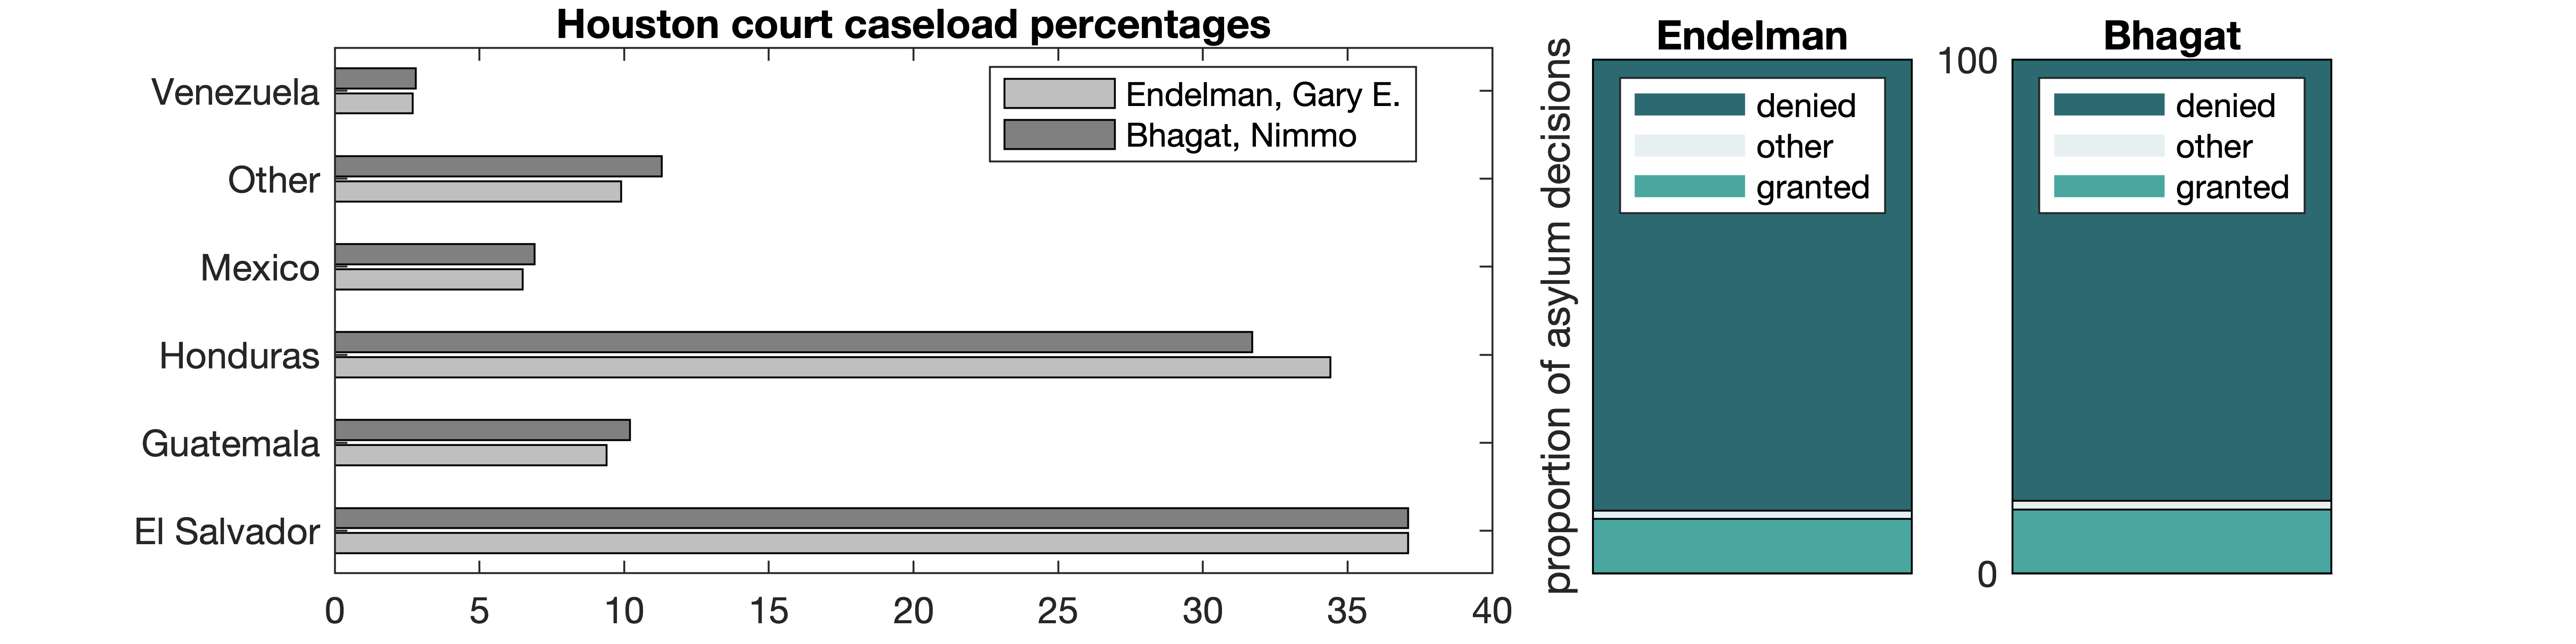 Houston court caseload percentages
Venezuela
Other
Mexico
Honduras
Guatemala
El Salvador
0 5 10 15 20 25 30 35 40
Endelman, Gary E.
Bhagat, Nimmo
proportion of asylum decisions
Endelman
denied
other
granted
Bhagat
100
0
denied
other
granted